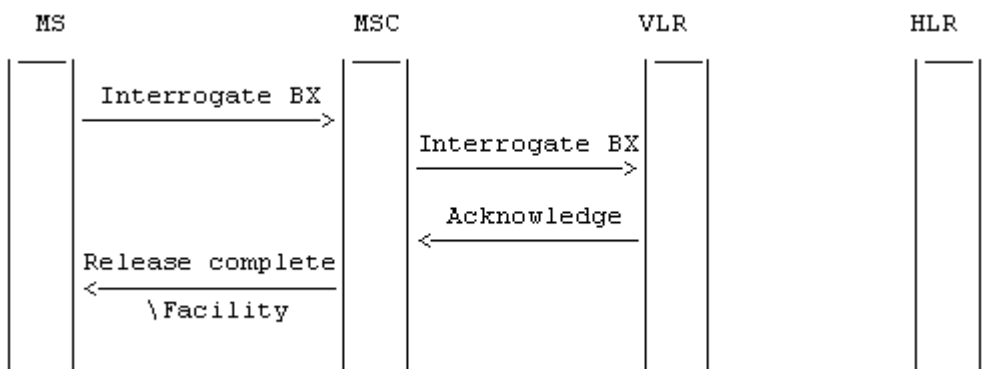 MS MSC VLR HLR
Interrogate BX
Interrogate BX
Acknowledge
Release complete
\Facility